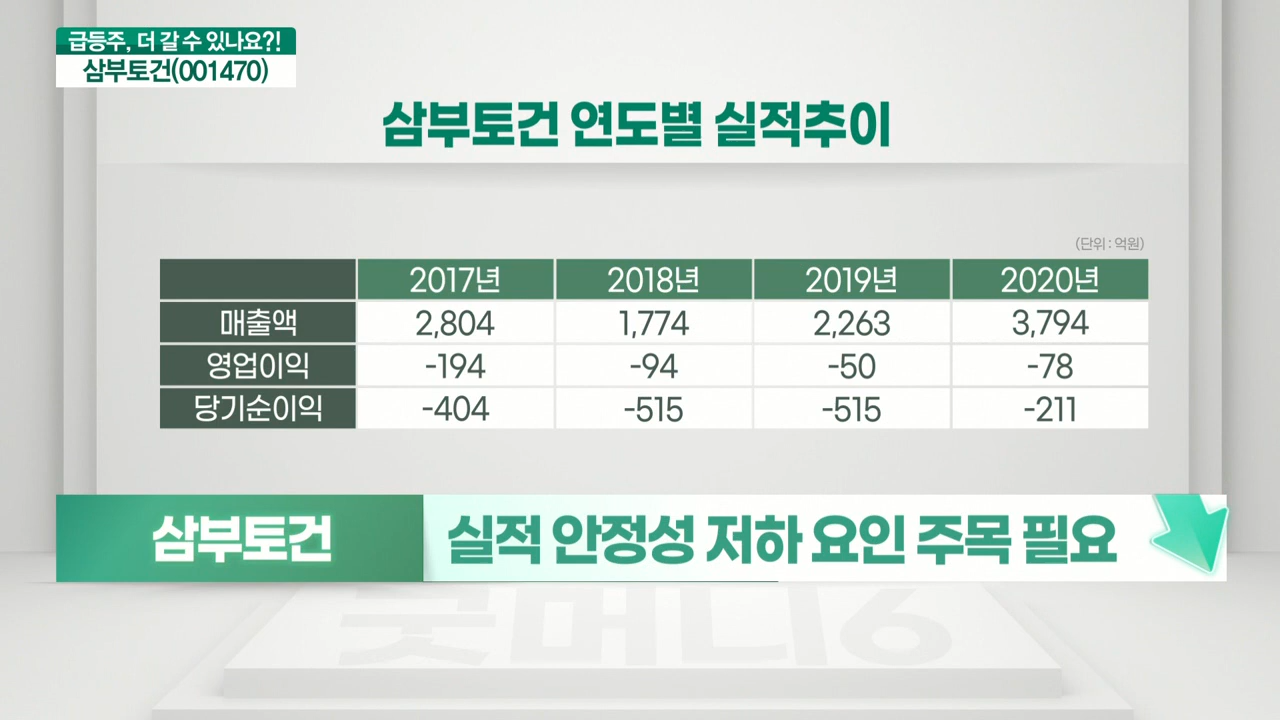 급등주, 더 갈 수 있나요?!
삼부토건(001470)
삼부토건 연도별 실적추이
(단위 : 억원)
2017년 2018년 2019년 2020년
매출액 2,804 1,774 2,263 3,794
영업이익 -194 -94 -50 -78
당기순이익 -404 -515 -515 -211
삼부토건 실적 안정성 저하 요인 주목 필요
굿머니6